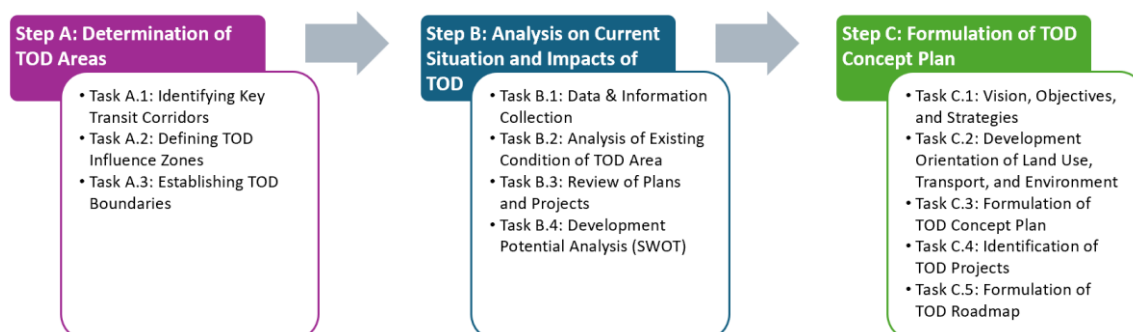 Step A: Determination of
TOD Areas
• Task A.1: Identifying Key
Transit Corridors
• Task A.2: Defining TOD
Influence Zones
• Task A.3: Establishing TOD
Boundaries
Step B: Analysis on Current
Situation and Impacts of
TOD
• Task B.1: Data & Information
Collection
• Task B.2: Analysis of Existing
Condition of TOD Area
• Task B.3: Review of Plans
and Projects
• Task B.4: Development
Potential Analysis (SWOT)
Step C: Formulation of TOD
Concept Plan
• Task C.1: Vision, Objectives,
and Strategies
• Task C.2: Development
Orientation of Land Use,
Transport, and Environment
• Task C.3: Formulation of
TOD Concept Plan
• Task C.4: Identification of
TOD Projects
• Task C.5: Formulation of
TOD Roadmap